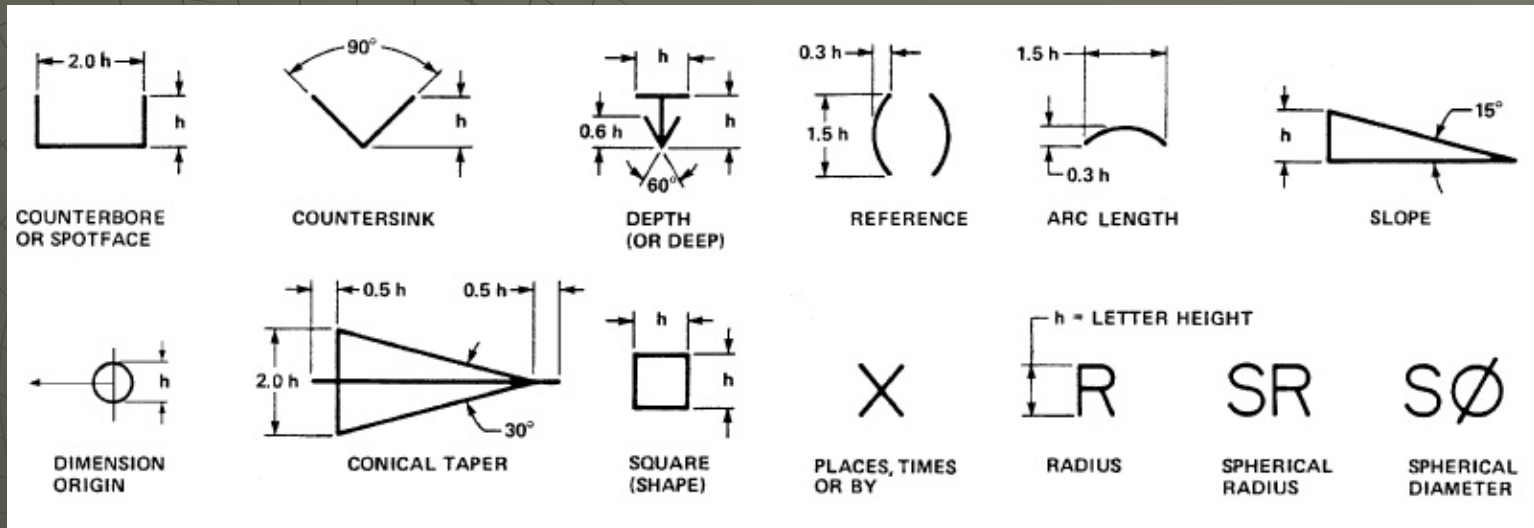 2.0 h
h
COUNTERBORE
OR SPOTFACE
90°
h
COUNTERSINK
h
0.6 h
h
60°
DEPTH
(OR DEEP)
0.3 h
1.5 h
REFERENCE
1.5 h
0.3 h
ARC LENGTH
h
15°
SLOPE
h
DIMENSION
ORIGIN
0.5 h
0.5 h
2.0 h
30°
CONICAL TAPER
h
h
SQUARE
(SHAPE)
X
PLACES, TIMES
OR BY
h = LETTER HEIGHT
R
RADIUS
SR
SPHERICAL
RADIUS
SØ
SPHERICAL
DIAMETER